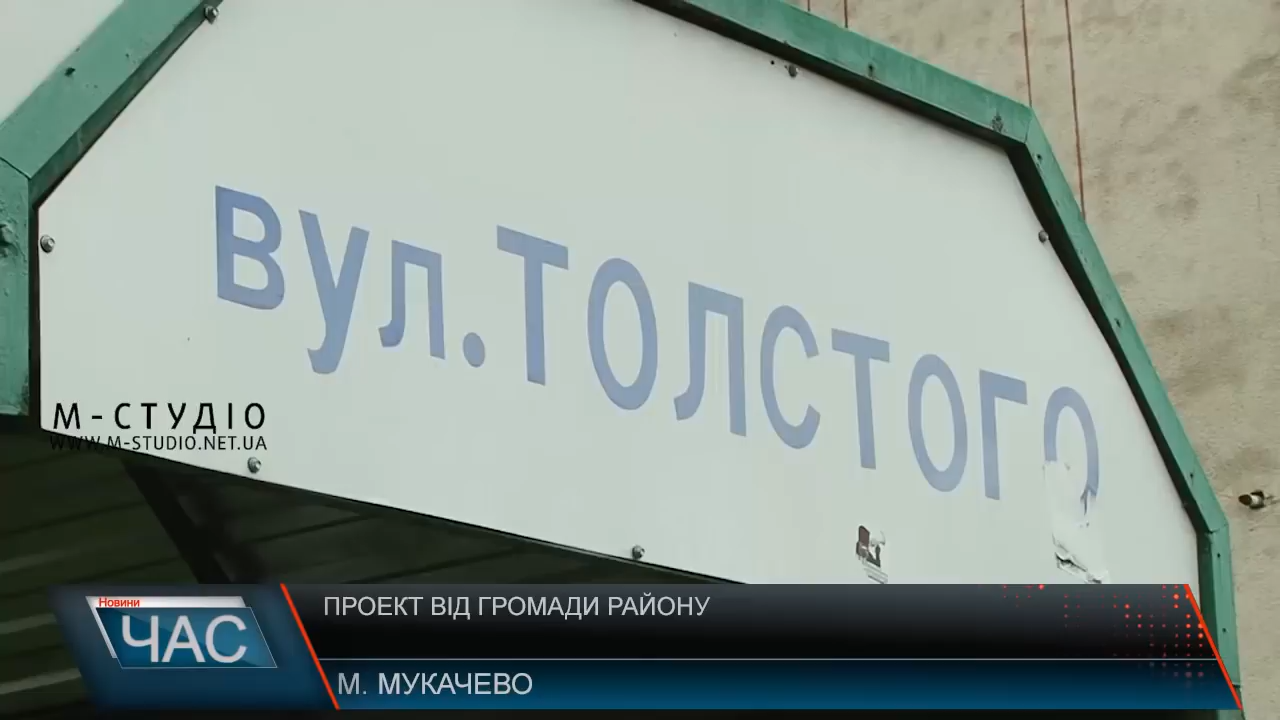 вул.ТОЛСТОГО
М-СТУДІО
WWW.M-STUDIO.NET.UA
Новини
ЧАС
ПРОЕКТ ВІД ГРОМАДИ РАЙОНУ
М. МУКАЧЕВО